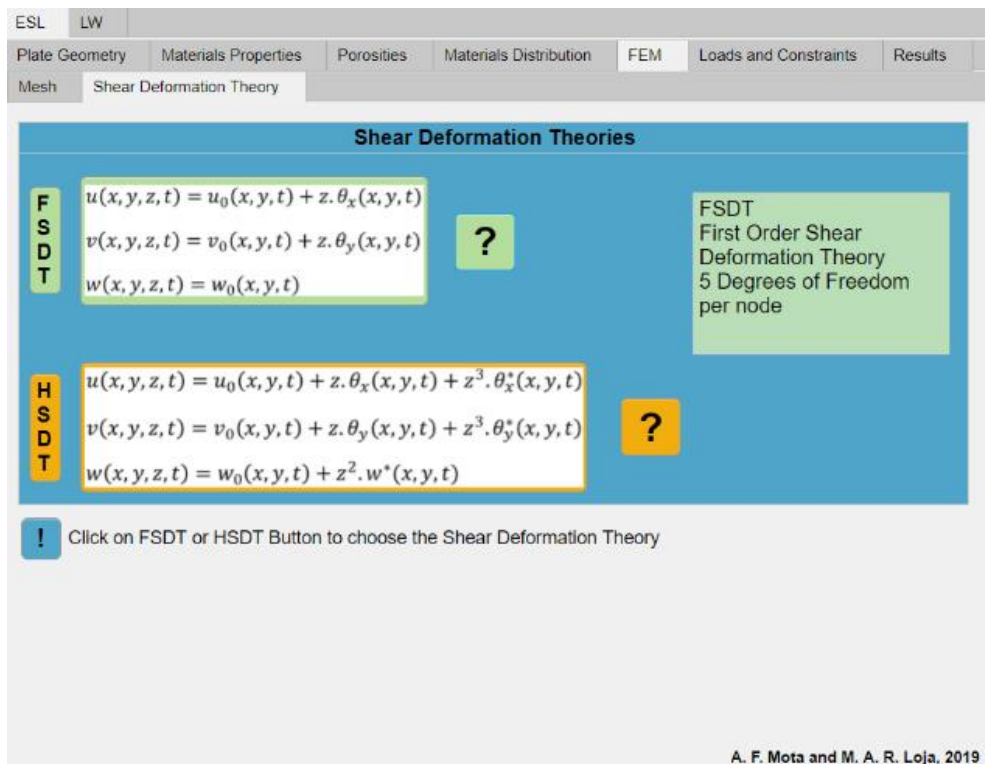 ESL LW
Plate Geometry Materials Properties Porosities Materials Distribution FEM Loads and Constraints Results
Mesh Shear Deformation Theory
Shear Deformation Theories
F
S
D
T
u(x, y, z, t) = u₀(x, y, t) + z. θₓ(x, y, t)
v(x, y, z, t) = v₀(x, y, t) + z. θᵧ(x, y, t)
w(x, y, z, t) = w₀(x, y, t)
?
FSDT
First Order Shear
Deformation Theory
5 Degrees of Freedom
per node
H
S
D
T
u(x, y, z, t) = u₀(x, y, t) + z. θₓ(x, y, t) + z³. θₓ*(x, y, t)
v(x, y, z, t) = v₀(x, y, t) + z. θᵧ(x, y, t) + z³. θᵧ*(x, y, t)
w(x, y, z, t) = w₀(x, y, t) + z². w*(x, y, t)
?
! Click on FSDT or HSDT Button to choose the Shear Deformation Theory
A. F. Mota and M. A. R. Loja, 2019